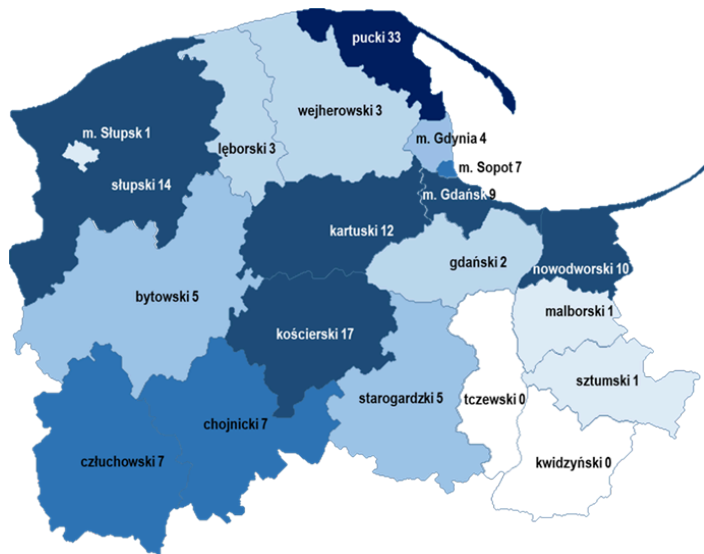 pucki 33
wejherowski 3
m. Słupsk 1
m. Gdynia 4
lęborski 3
m. Sopot 7
słupski 14
m. Gdańsk 9
kartuski 12
gdański 2
nowodworski 10
bytowski 5
malborski 1
kościerski 17
sztumski 1
starogardzki 5
tczewski 0
chojnicki 7
człuchowski 7
kwidzyński 0